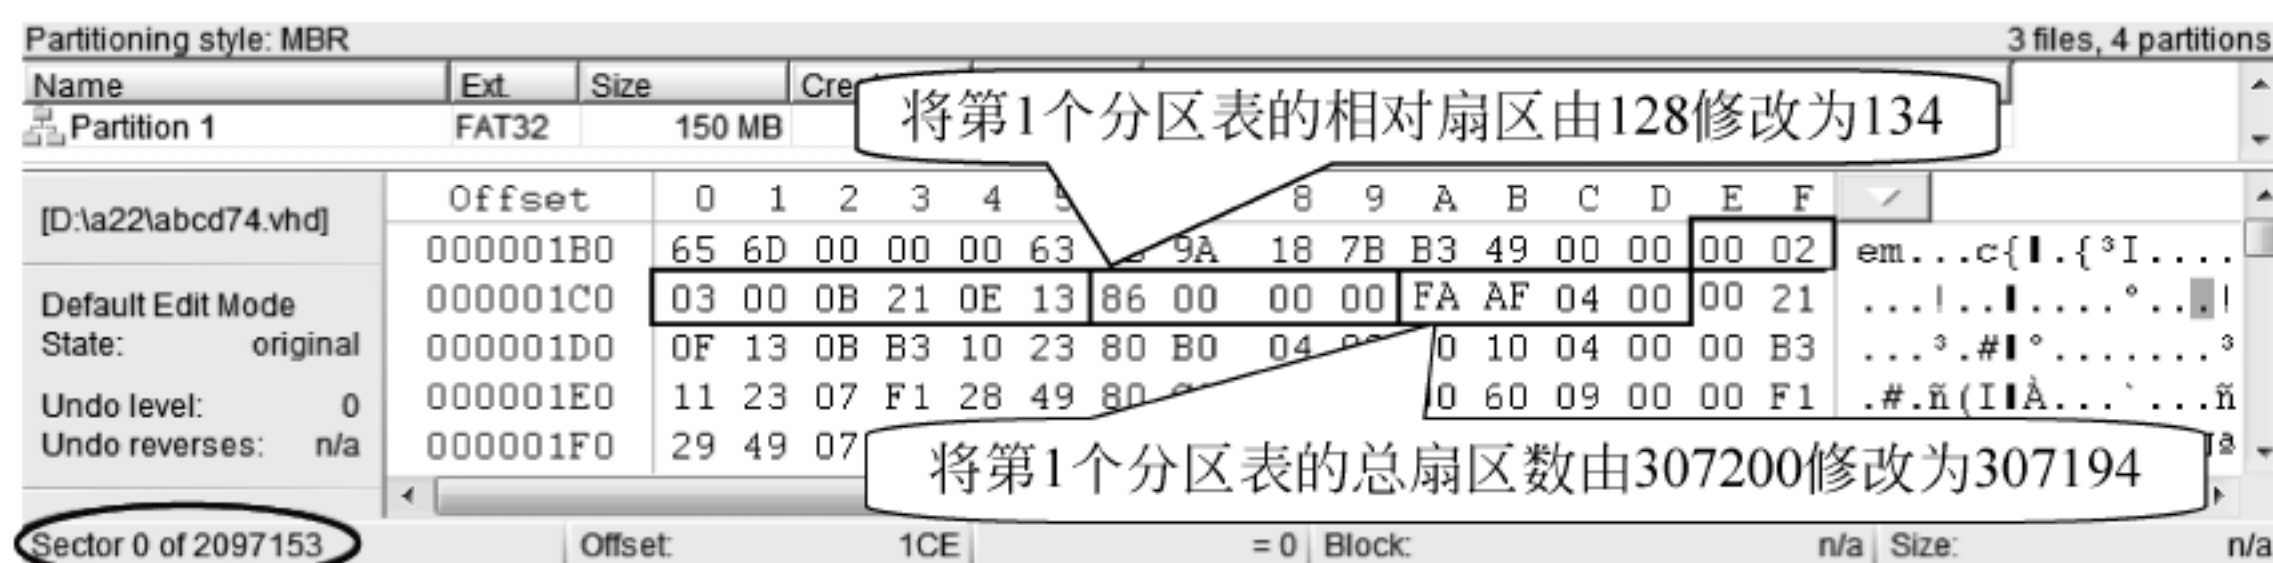 Partitioning style: MBR 3 files, 4 partitions
Name Ext. Size
Partition 1 FAT32 150 MB
将第1个分区表的相对扇区由128修改为134
[D:\a22\abcd74.vhd]
Default Edit Mode
State: original
Undo level: 0
Undo reverses: n/a
Offset 0 1 2 3 4 5 8 9 A B C D E F
000001B0 65 6D 00 00 00 63 9A 18 7B B3 49 00 00 00 02 em...c{▌.{³I....
000001C0 03 00 0B 21 0E 13 86 00 00 00 FA AF 04 00 00 21 ...!..▌....°...!
000001D0 0F 13 0B B3 10 23 80 B0 04 10 04 00 00 B3 ...³.#▌°.......³
000001E0 11 23 07 F1 28 49 80 60 09 00 00 F1 .#.ñ(I▌À...`...ñ
000001F0 29 49 07
将第1个分区表的总扇区数由307200修改为307194
Sector 0 of 2097153 Offset: 1CE = 0 Block: n/a Size: n/a